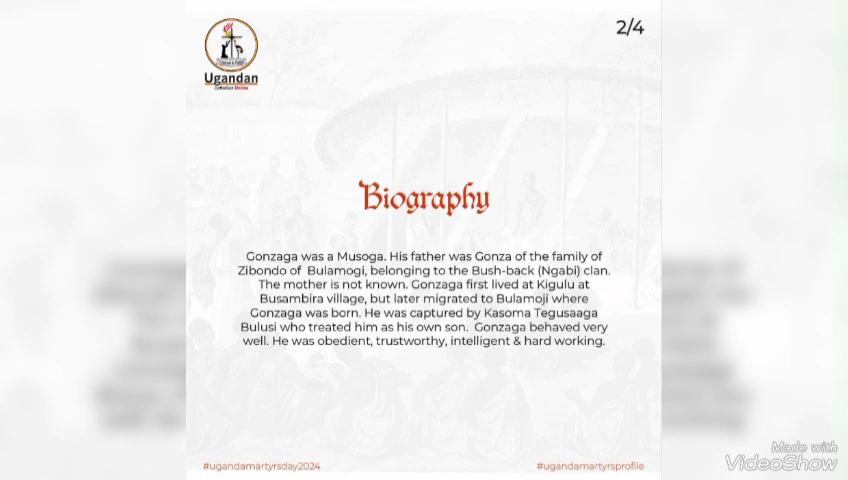 2/4
Ugandan
Catholics Online
Biography
Gonzaga was a Musoga. His father was Gonza of the family of
Zibondo of Bulamogi, belonging to the Bush-back (Ngabi) clan.
The mother is not known. Gonzaga first lived at Kigulu at
Busambira village, but later migrated to Bulamoji where
Gonzaga was born. He was captured by Kasoma Tegusaaga
Bulusi who treated him as his own son. Gonzaga behaved very
well. He was obedient, trustworthy, intelligent & hard working.
#ugandamartyrsday2024
#ugandamartyrsprofile
Made with
VideoShow